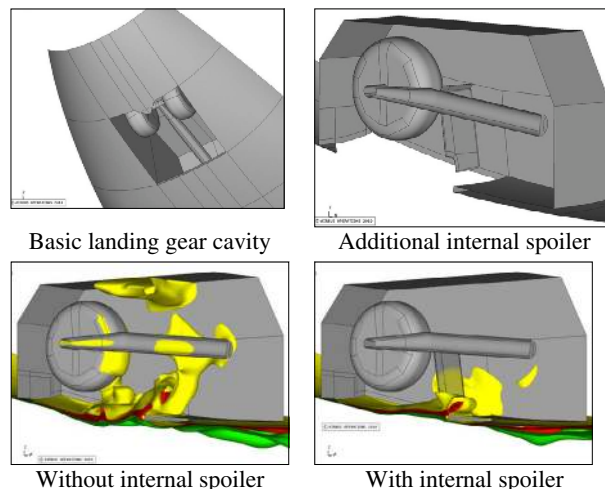 Basic landing gear cavity
Additional internal spoiler
Without internal spoiler
With internal spoiler